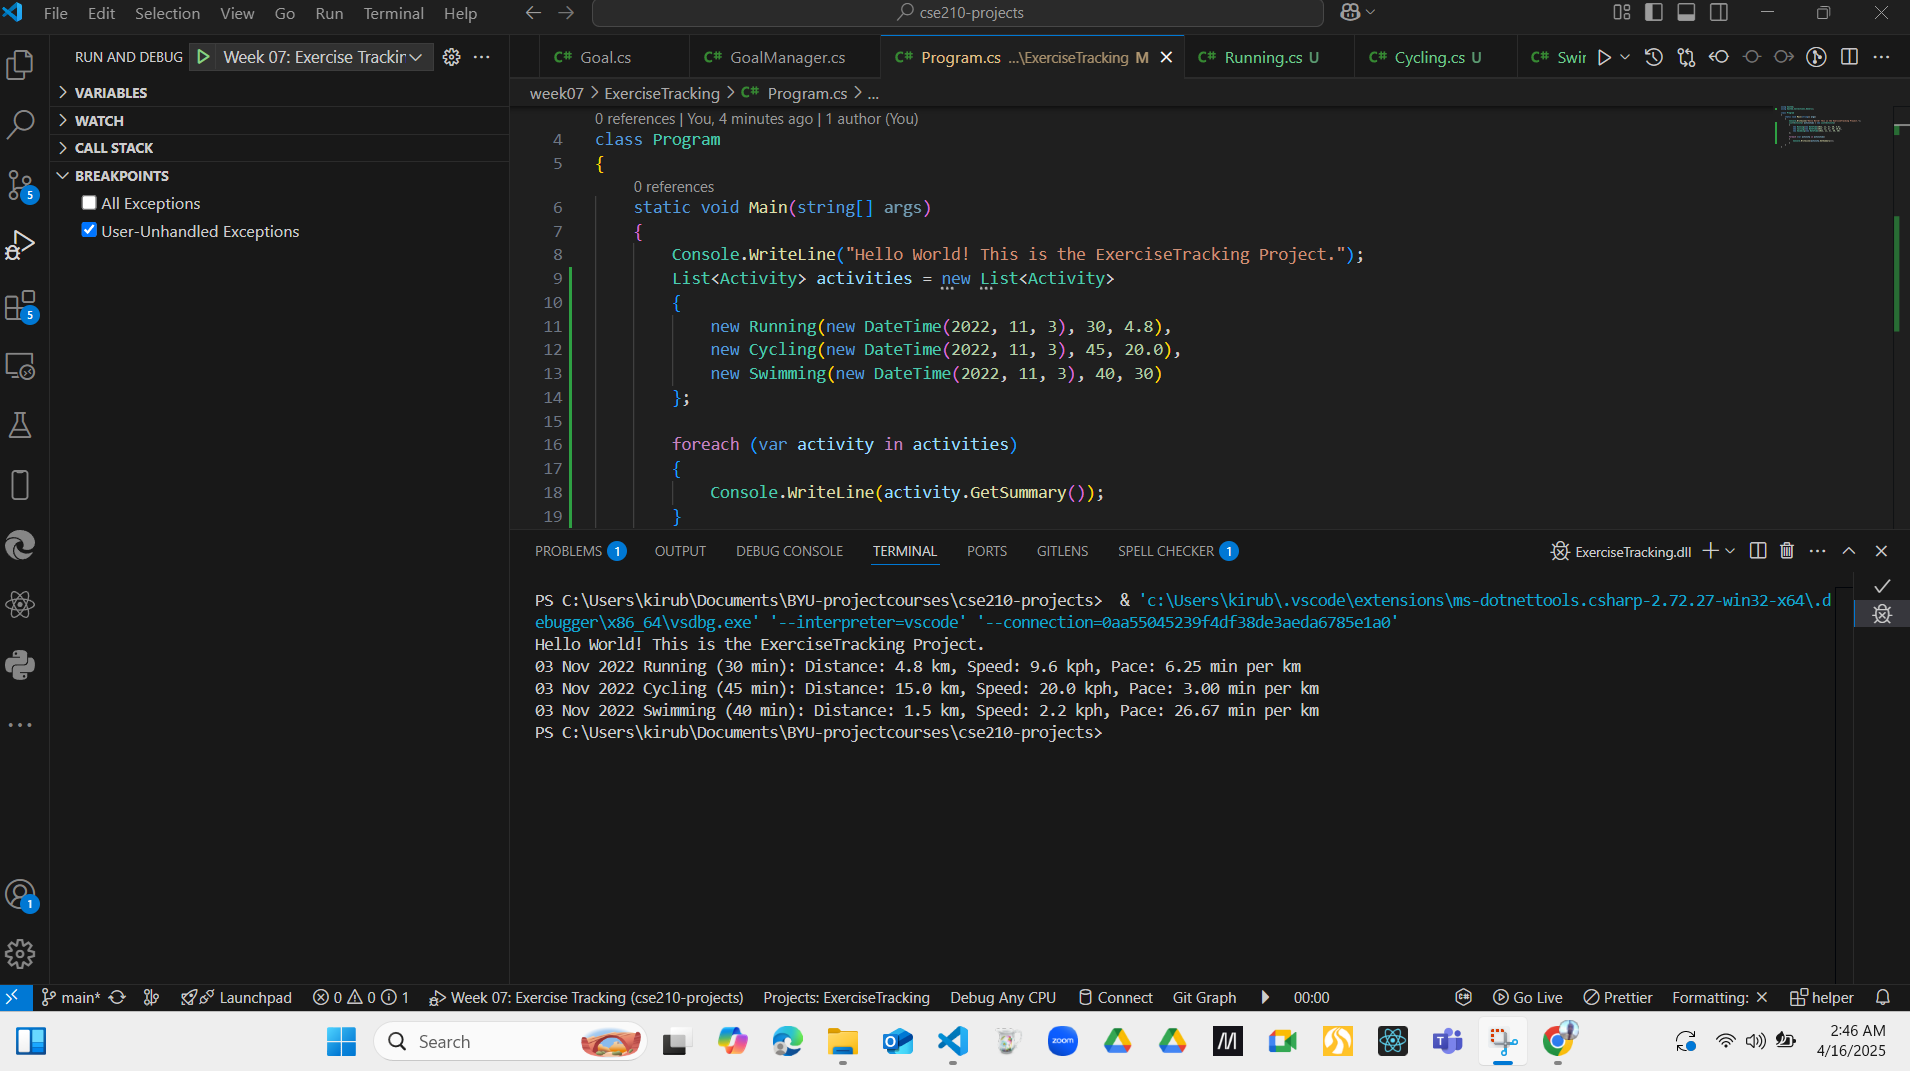 File Edit Selection View Go Run Terminal Help
cse210-projects
RUN AND DEBUG Week 07: Exercise Trackir
VARIABLES
WATCH
CALL STACK
BREAKPOINTS
All Exceptions
User-Unhandled Exceptions
5
5
1
C# Goal.cs C# GoalManager.cs C# Program.cs ...\ExerciseTracking M C# Running.cs U C# Cycling.cs U C# Swir
week07 > ExerciseTracking > C# Program.cs > ...
0 references | You, 4 minutes ago | 1 author (You)
4 class Program
5 {
0 references
6 static void Main(string[] args)
7 {
8 Console.WriteLine("Hello World! This is the ExerciseTracking Project.");
9 List<Activity> activities = new List<Activity>
10 {
11 new Running(new DateTime(2022, 11, 3), 30, 4.8),
12 new Cycling(new DateTime(2022, 11, 3), 45, 20.0),
13 new Swimming(new DateTime(2022, 11, 3), 40, 30)
14 };
15
16 foreach (var activity in activities)
17 {
18 Console.WriteLine(activity.GetSummary());
19 }
PROBLEMS 1 OUTPUT DEBUG CONSOLE TERMINAL PORTS GITLENS SPELL CHECKER 1 ExerciseTracking.dll
PS C:\Users\kirub\Documents\BYU-projectcourses\cse210-projects> & 'c:\Users\kirub\.vscode\extensions\ms-dotnettools.csharp-2.72.27-win32-x64\.d
ebugger\x86_64\vsdbg.exe' '--interpreter=vscode' '--connection=0aa55045239f4df38de3aeda6785e1a0'
Hello World! This is the ExerciseTracking Project.
03 Nov 2022 Running (30 min): Distance: 4.8 km, Speed: 9.6 kph, Pace: 6.25 min per km
03 Nov 2022 Cycling (45 min): Distance: 15.0 km, Speed: 20.0 kph, Pace: 3.00 min per km
03 Nov 2022 Swimming (40 min): Distance: 1.5 km, Speed: 2.2 kph, Pace: 26.67 min per km
PS C:\Users\kirub\Documents\BYU-projectcourses\cse210-projects>
main* Launchpad 0 0 1 Week 07: Exercise Tracking (cse210-projects) Projects: ExerciseTracking Debug Any CPU Connect Git Graph 00:00 Go Live Prettier Formatting: helper
Search
zoom
2:46 AM
4/16/2025